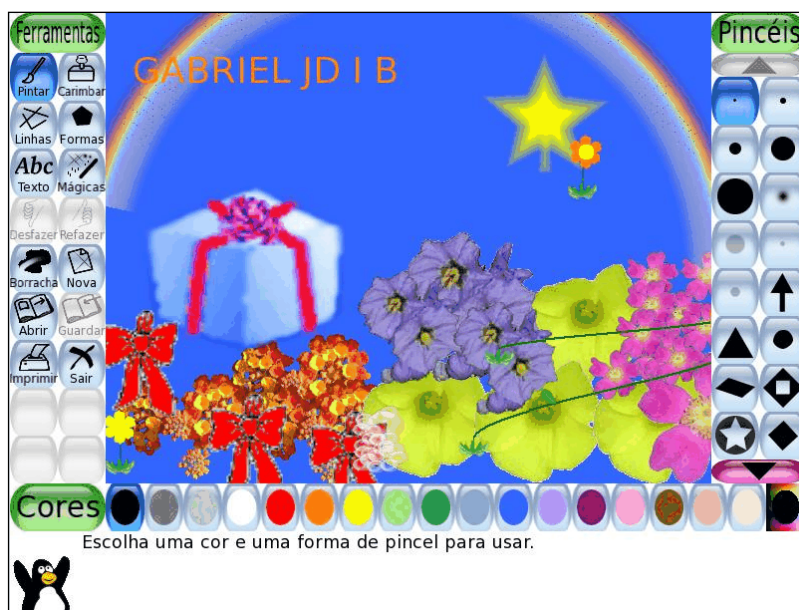 Ferramentas
Pincéis
GABRIEL JD I B
Pintar Carimbar
Linhas Formas
Abc
Texto Mágicas
Desfazer Refazer
Borracha Nova
Abrir Guardar
Imprimir Sair
Cores
Escolha uma cor e uma forma de pincel para usar.